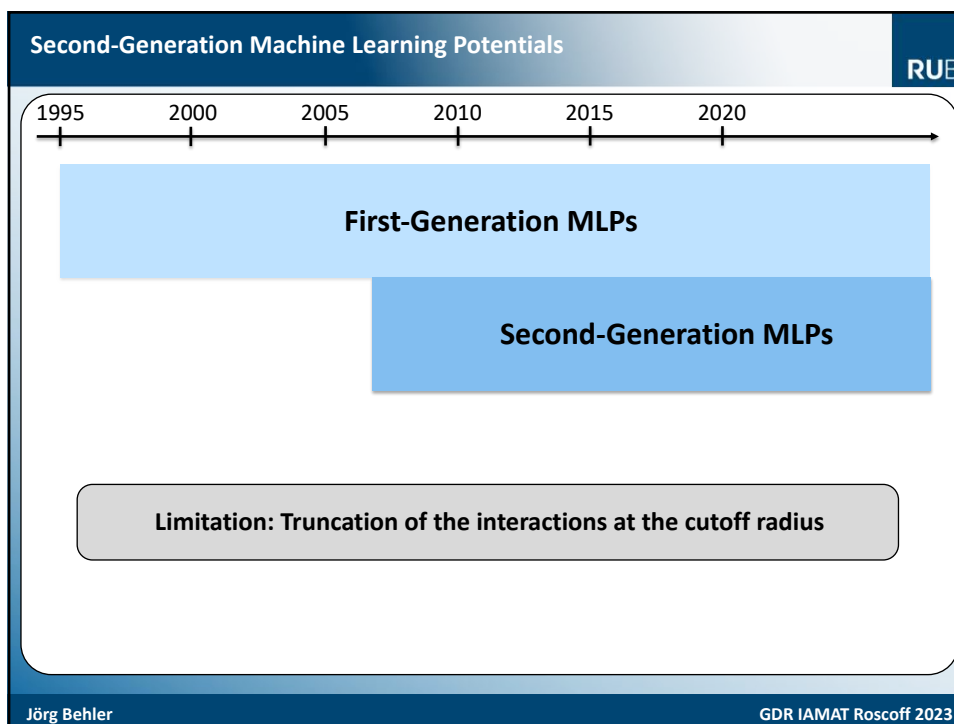 Second-Generation Machine Learning Potentials
RUB
1995 2000 2005 2010 2015 2020
First-Generation MLPs
Second-Generation MLPs
Limitation: Truncation of the interactions at the cutoff radius
Jörg Behler GDR IAMAT Roscoff 2023